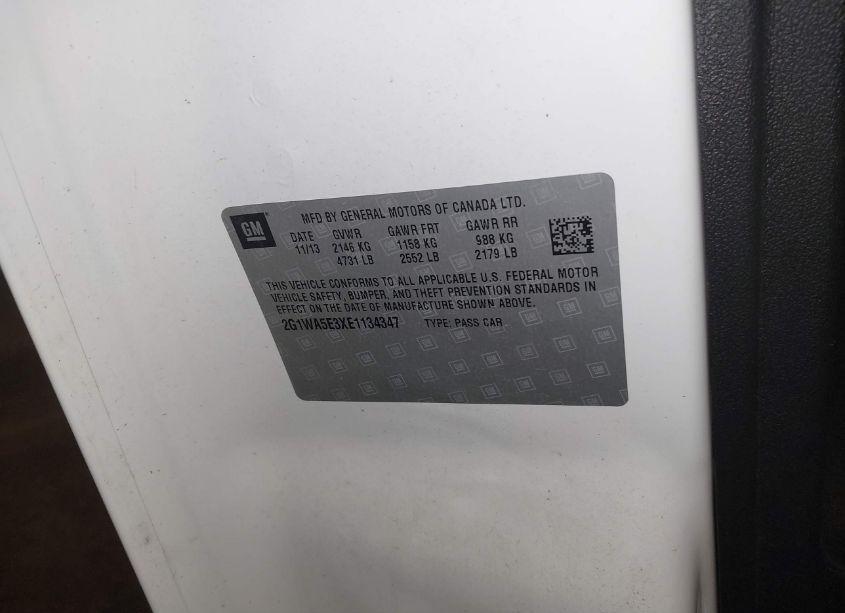 GM
MFD BY GENERAL MOTORS OF CANADA LTD.
DATE GVWR GAWR FRT GAWR RR
11/13 2146 KG 1158 KG 988 KG
4731 LB 2552 LB 2179 LB
THIS VEHICLE CONFORMS TO ALL APPLICABLE U.S. FEDERAL MOTOR
VEHICLE SAFETY, BUMPER, AND THEFT PREVENTION STANDARDS IN
EFFECT ON THE DATE OF MANUFACTURE SHOWN ABOVE.
2G1WA5E3XE1134347 TYPE: PASS CAR